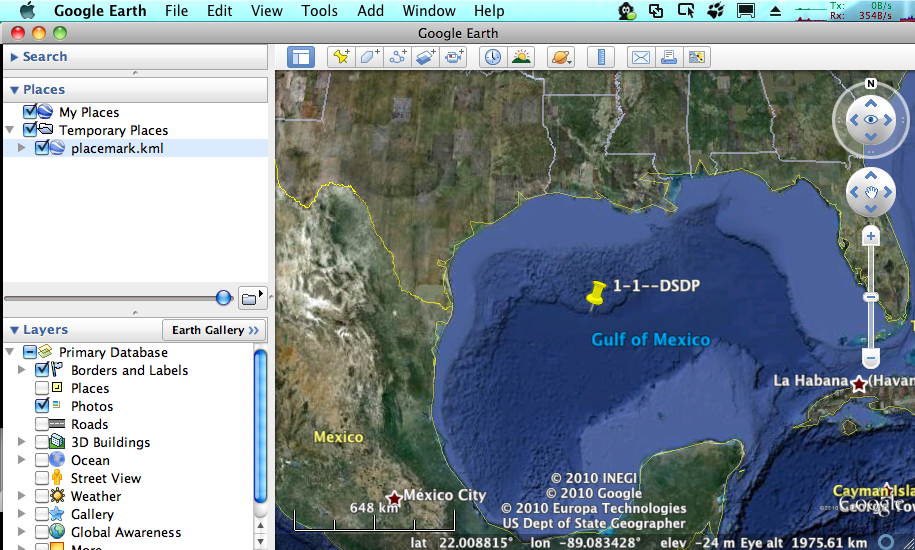 Google Earth File Edit View Tools Add Window Help
Tx: 0B/s
Rx: 354B/s
Google Earth
Search
Places
My Places
Temporary Places
placemark.kml
Layers
Earth Gallery >>
Primary Database
Borders and Labels
Places
Photos
Roads
3D Buildings
Ocean
Street View
Weather
Gallery
Global Awareness
More
N
1-1--DSDP
Gulf of Mexico
La Habana (Havan
Mexico
México City
648 km
© 2010 INEGI
© 2010 Google
© 2010 Europa Technologies
US Dept of State Geographer
Cayman Isla
Google
lat 22.008815° lon -89.083428° elev -24 m Eye alt 1975.61 km